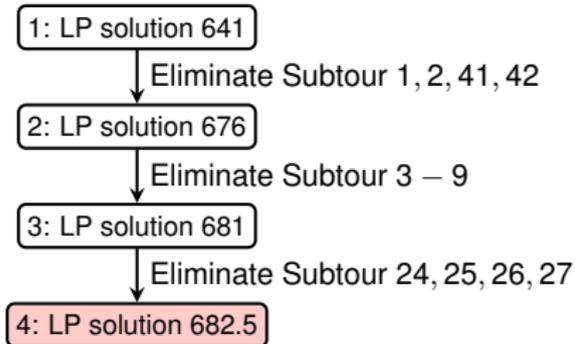 1: LP solution 641
Eliminate Subtour 1, 2, 41, 42
2: LP solution 676
Eliminate Subtour 3 – 9
3: LP solution 681
Eliminate Subtour 24, 25, 26, 27
4: LP solution 682.5